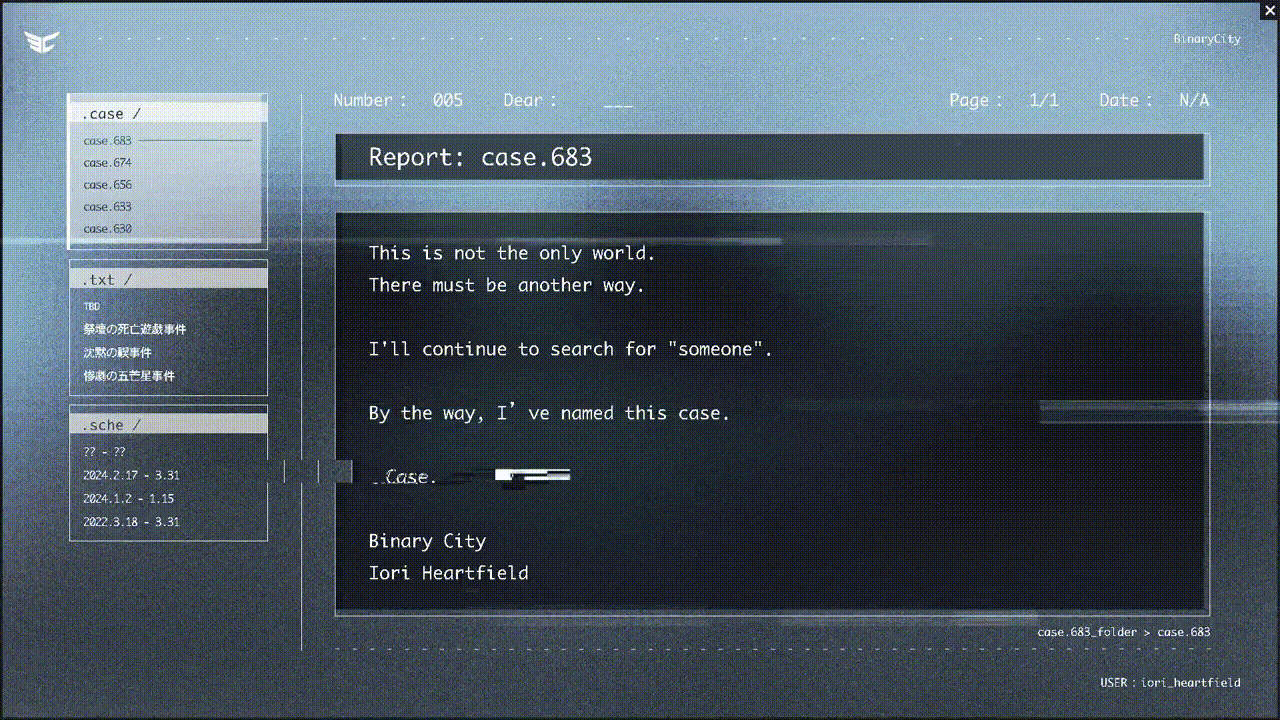 BinaryCity
Number : 005 Dear : ___ Page : 1/1 Date : N/A
.case /
case.683
case.674
case.656
case.633
case.630
.txt /
TBD
祭壇の死亡遊戯事件
沈黙の禊事件
惨劇の五芒星事件
.sche /
?? - ??
2024.2.17 - 3.31
2024.1.2 - 1.15
2022.3.18 - 3.31
Report: case.683
This is not the only world.
There must be another way.
I'll continue to search for "someone".
By the way, I’ve named this case.
Case.
Binary City
Iori Heartfield
case.683_folder > case.683
USER : iori_heartfield